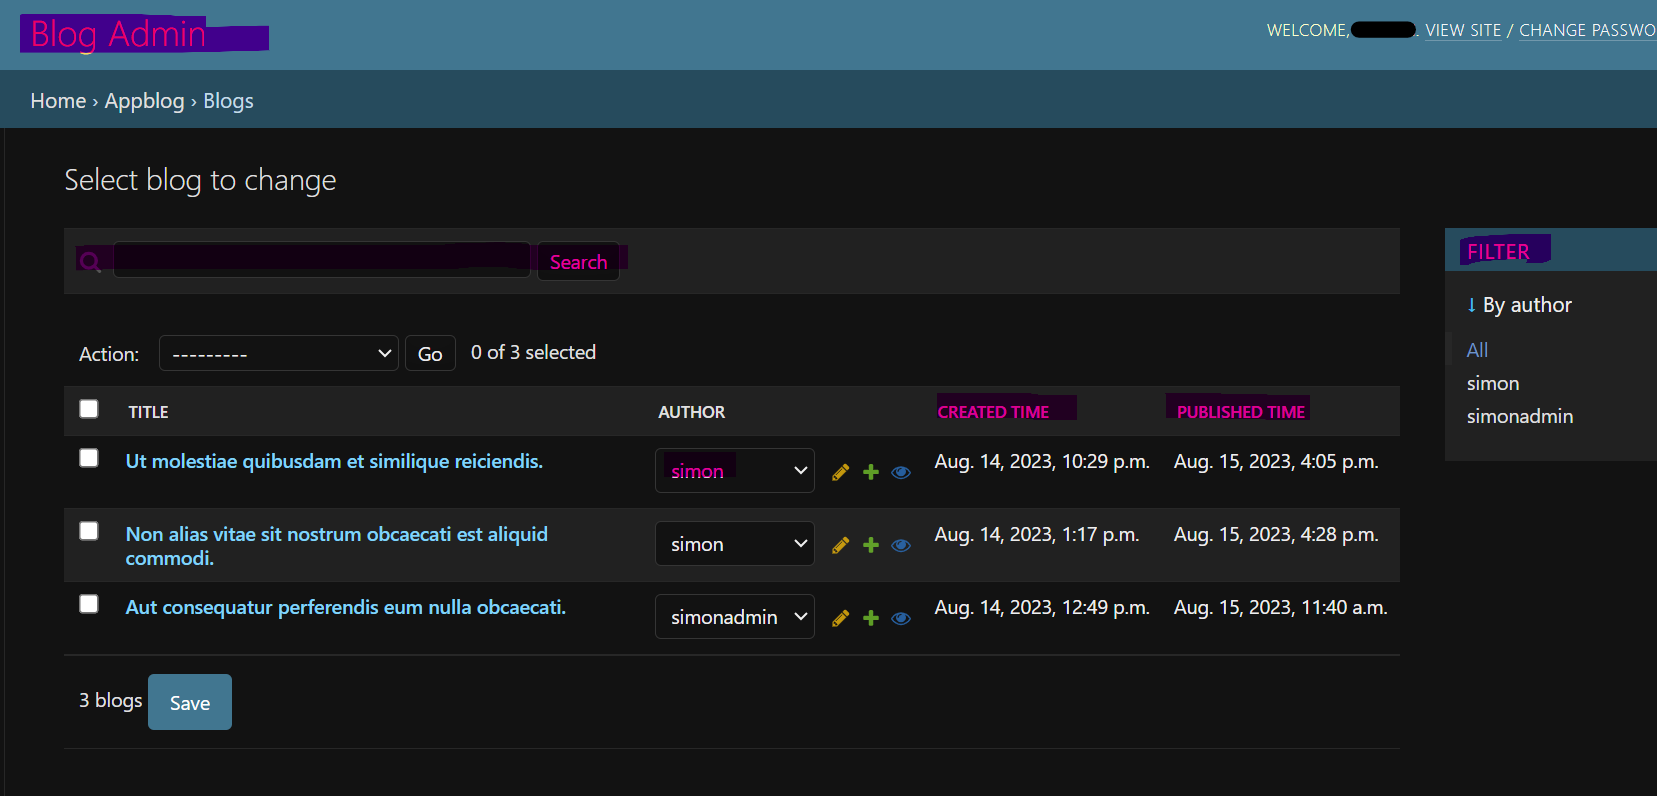 Blog Admin
WELCOME, . VIEW SITE / CHANGE PASSWO
Home › Appblog › Blogs
Select blog to change
Search
FILTER
↓ By author
All
simon
simonadmin
Action: --------- Go 0 of 3 selected
TITLE AUTHOR CREATED TIME PUBLISHED TIME
Ut molestiae quibusdam et similique reiciendis. simon Aug. 14, 2023, 10:29 p.m. Aug. 15, 2023, 4:05 p.m.
Non alias vitae sit nostrum obcaecati est aliquid simon Aug. 14, 2023, 1:17 p.m. Aug. 15, 2023, 4:28 p.m.
commodi.
Aut consequatur perferendis eum nulla obcaecati. simonadmin Aug. 14, 2023, 12:49 p.m. Aug. 15, 2023, 11:40 a.m.
3 blogs Save